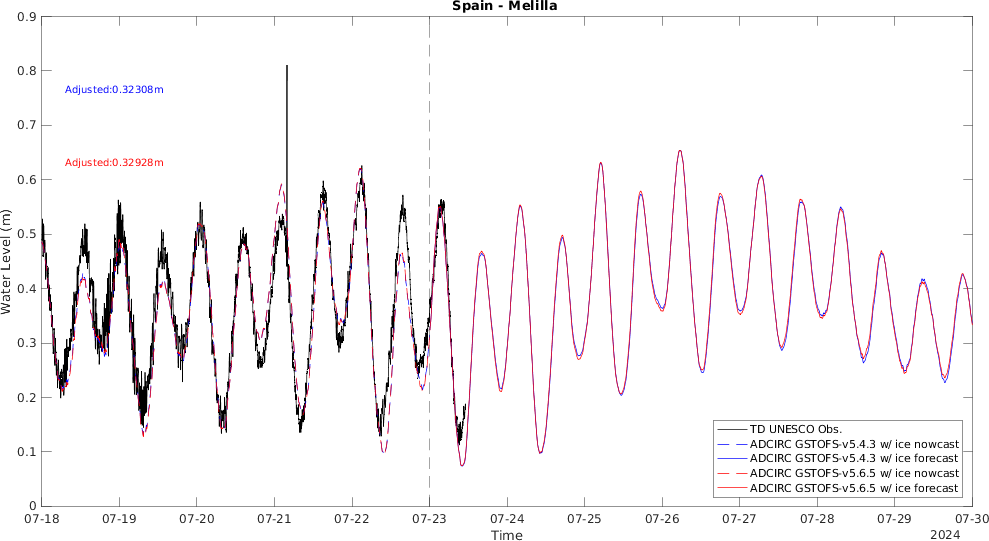 Spain - Melilla
Water Level (m)
0.9
0.8
0.7
0.6
0.5
0.4
0.3
0.2
0.1
0
Adjusted:0.32308m
Adjusted:0.32928m
TD UNESCO Obs.
ADCIRC GSTOFS-v5.4.3 w/ ice nowcast
ADCIRC GSTOFS-v5.4.3 w/ ice forecast
ADCIRC GSTOFS-v5.6.5 w/ ice nowcast
ADCIRC GSTOFS-v5.6.5 w/ ice forecast
07-18 07-19 07-20 07-21 07-22 07-23 07-24 07-25 07-26 07-27 07-28 07-29 07-30
Time
2024